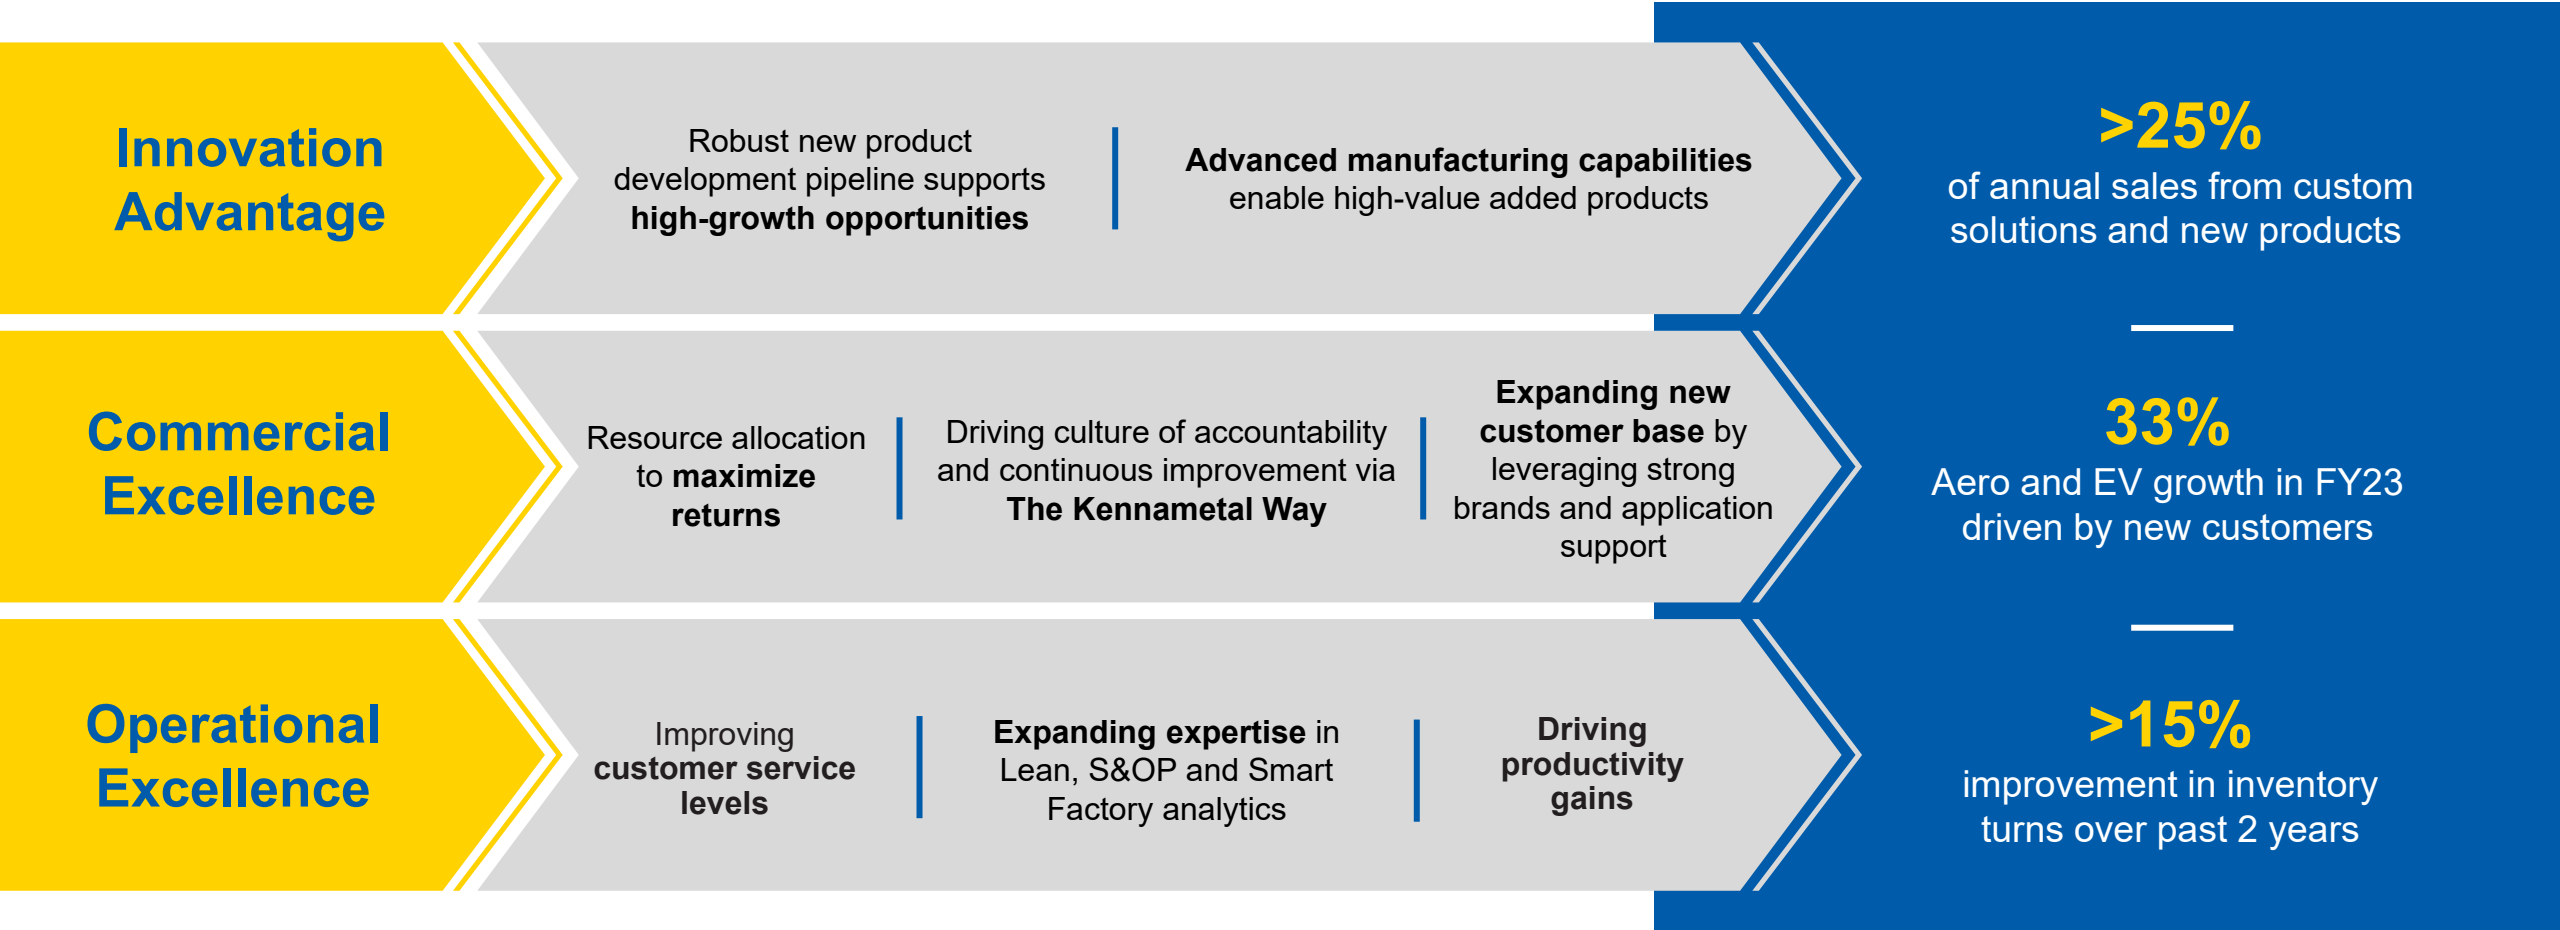 Innovation
Advantage
Robust new product
development pipeline supports
high-growth opportunities
Advanced manufacturing capabilities
enable high-value added products
>25%
of annual sales from custom
solutions and new products
Commercial
Excellence
Resource allocation
to maximize
returns
Driving culture of accountability
and continuous improvement via
The Kennametal Way
Expanding new
customer base by
leveraging strong
brands and application
support
33%
Aero and EV growth in FY23
driven by new customers
Operational
Excellence
Improving
customer service
levels
Expanding expertise in
Lean, S&OP and Smart
Factory analytics
Driving
productivity
gains
>15%
improvement in inventory
turns over past 2 years